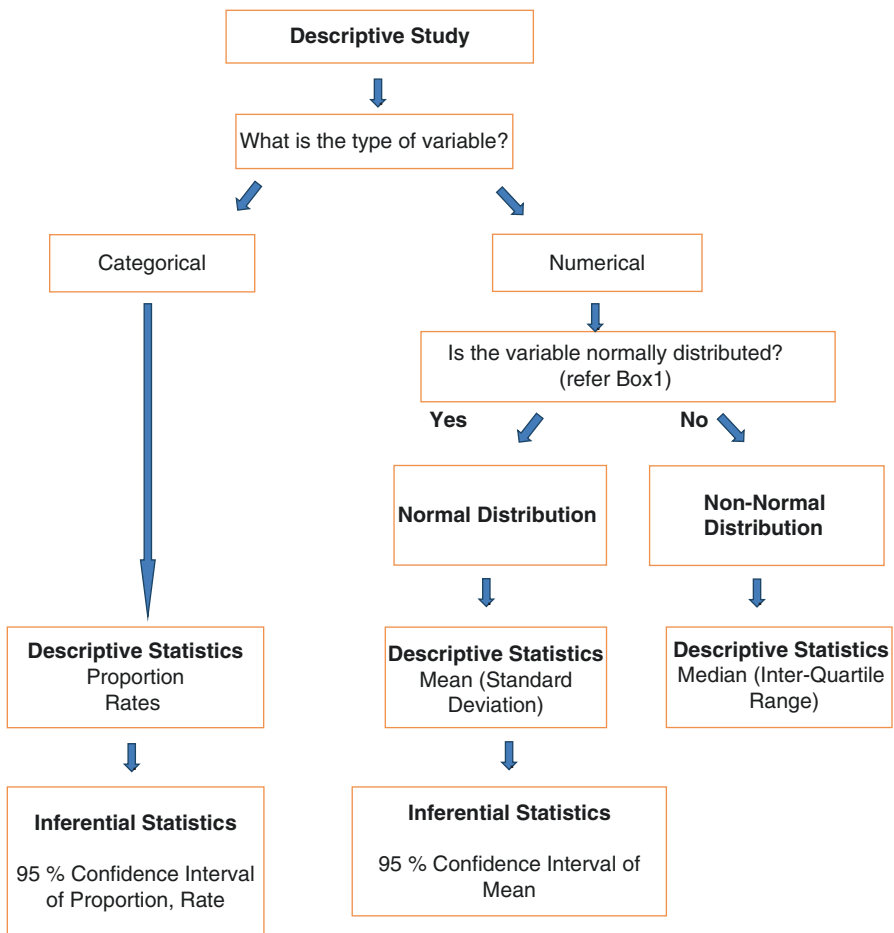 Descriptive Study
What is the type of variable?
Categorical
Numerical
Is the variable normally distributed?
(refer Box1)
Yes
No
Normal Distribution
Non-Normal
Distribution
Descriptive Statistics
Proportion
Rates
Descriptive Statistics
Mean (Standard
Deviation)
Descriptive Statistics
Median (Inter-Quartile
Range)
Inferential Statistics
95 % Confidence Interval
of Proportion, Rate
Inferential Statistics
95 % Confidence Interval of
Mean